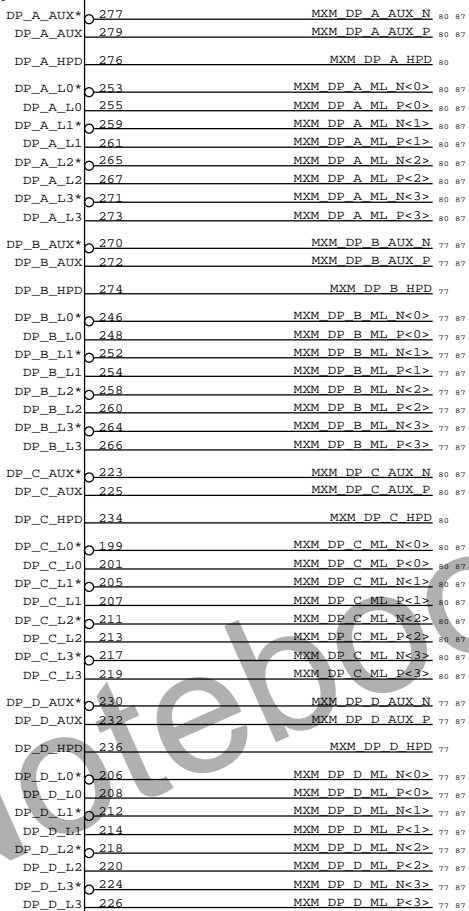 DP_A_AUX* 277 MXM_DP_A_AUX_N 80 87
DP_A_AUX 279 MXM_DP_A_AUX_P 80 87
DP_A_HPD 276 MXM_DP_A_HPD 80
DP_A_L0* 253 MXM_DP_A_ML_N<0> 80 87
DP_A_L0 255 MXM_DP_A_ML_P<0> 80 87
DP_A_L1* 259 MXM_DP_A_ML_N<1> 80 87
DP_A_L1 261 MXM_DP_A_ML_P<1> 80 87
DP_A_L2* 265 MXM_DP_A_ML_N<2> 80 87
DP_A_L2 267 MXM_DP_A_ML_P<2> 80 87
DP_A_L3* 271 MXM_DP_A_ML_N<3> 80 87
DP_A_L3 273 MXM_DP_A_ML_P<3> 80 87
DP_B_AUX* 270 MXM_DP_B_AUX_N 77 87
DP_B_AUX 272 MXM_DP_B_AUX_P 77 87
DP_B_HPD 274 MXM_DP_B_HPD 77
DP_B_L0* 246 MXM_DP_B_ML_N<0> 77 87
DP_B_L0 248 MXM_DP_B_ML_P<0> 77 87
DP_B_L1* 252 MXM_DP_B_ML_N<1> 77 87
DP_B_L1 254 MXM_DP_B_ML_P<1> 77 87
DP_B_L2* 258 MXM_DP_B_ML_N<2> 77 87
DP_B_L2 260 MXM_DP_B_ML_P<2> 77 87
DP_B_L3* 264 MXM_DP_B_ML_N<3> 77 87
DP_B_L3 266 MXM_DP_B_ML_P<3> 77 87
DP_C_AUX* 223 MXM_DP_C_AUX_N 80 87
DP_C_AUX 225 MXM_DP_C_AUX_P 80 87
DP_C_HPD 234 MXM_DP_C_HPD 80
DP_C_L0* 199 MXM_DP_C_ML_N<0> 80 87
DP_C_L0 201 MXM_DP_C_ML_P<0> 80 87
DP_C_L1* 205 MXM_DP_C_ML_N<1> 80 87
DP_C_L1 207 MXM_DP_C_ML_P<1> 80 87
DP_C_L2* 211 MXM_DP_C_ML_N<2> 80 87
DP_C_L2 213 MXM_DP_C_ML_P<2> 80 87
DP_C_L3* 217 MXM_DP_C_ML_N<3> 80 87
DP_C_L3 219 MXM_DP_C_ML_P<3> 80 87
DP_D_AUX* 230 MXM_DP_D_AUX_N 77 87
DP_D_AUX 232 MXM_DP_D_AUX_P 77 87
DP_D_HPD 236 MXM_DP_D_HPD 77
DP_D_L0* 206 MXM_DP_D_ML_N<0> 77 87
DP_D_L0 208 MXM_DP_D_ML_P<0> 77 87
DP_D_L1* 212 MXM_DP_D_ML_N<1> 77 87
DP_D_L1 214 MXM_DP_D_ML_P<1> 77 87
DP_D_L2* 218 MXM_DP_D_ML_N<2> 77 87
DP_D_L2 220 MXM_DP_D_ML_P<2> 77 87
DP_D_L3* 224 MXM_DP_D_ML_N<3> 77 87
DP_D_L3 226 MXM_DP_D_ML_P<3> 77 87
Noteboo